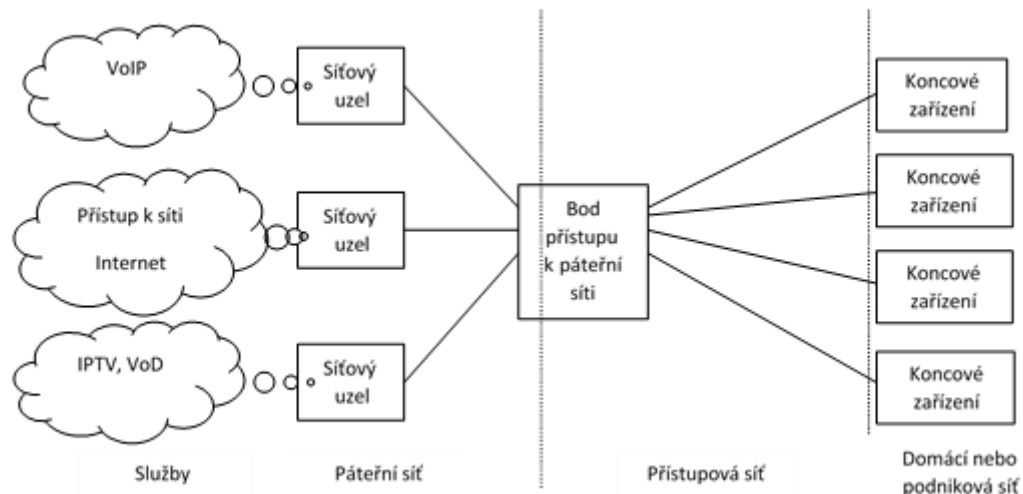 VoIP
Síťový
uzel
Koncové
zařízení
Přístup k síti
Internet
Síťový
uzel
Bod
přístupu
k páteřní
síti
Koncové
zařízení
Koncové
zařízení
IPTV, VoD
Síťový
uzel
Koncové
zařízení
Služby
Páteřní síť
Přístupová síť
Domácí nebo
podniková síť